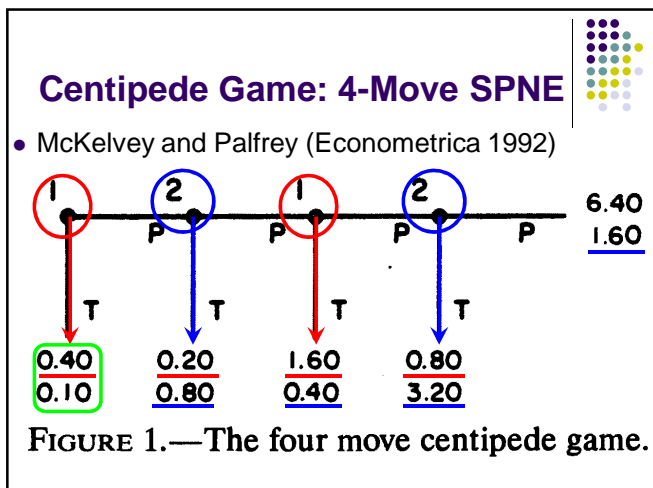 Centipede Game: 4-Move SPNE
McKelvey and Palfrey (Econometrica 1992)
1 2 1 2
P P P P
6.40
1.60
T T T T
0.40 0.20 1.60 0.80
0.10 0.80 0.40 3.20
FIGURE 1.—The four move centipede game.